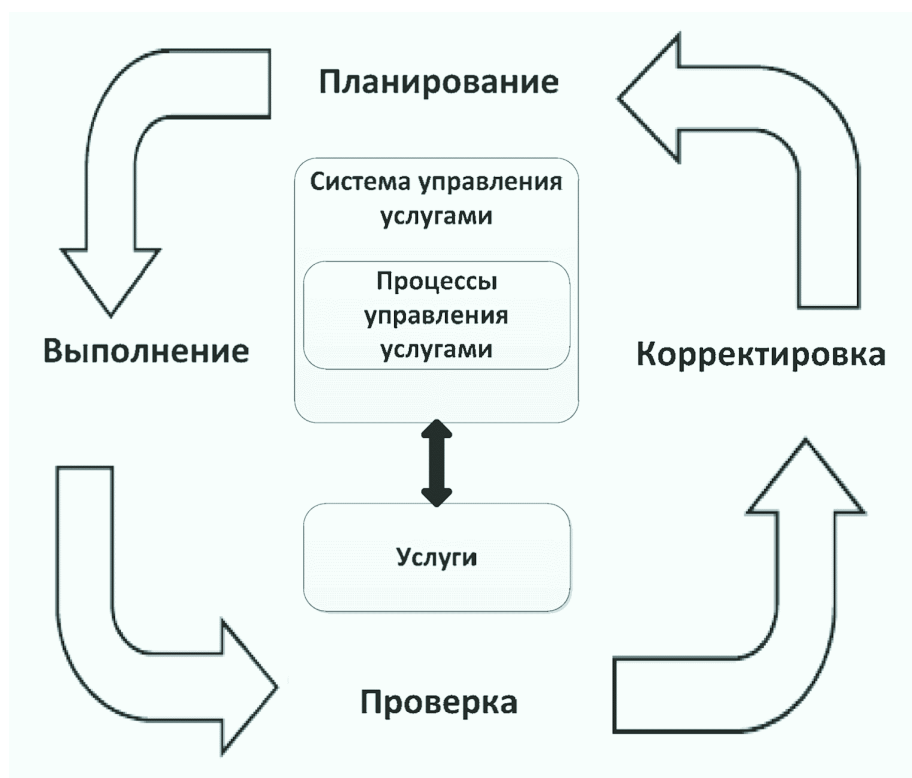 Планирование
Система управления
услугами
Процессы
управления
услугами
Выполнение
Корректировка
Услуги
Проверка